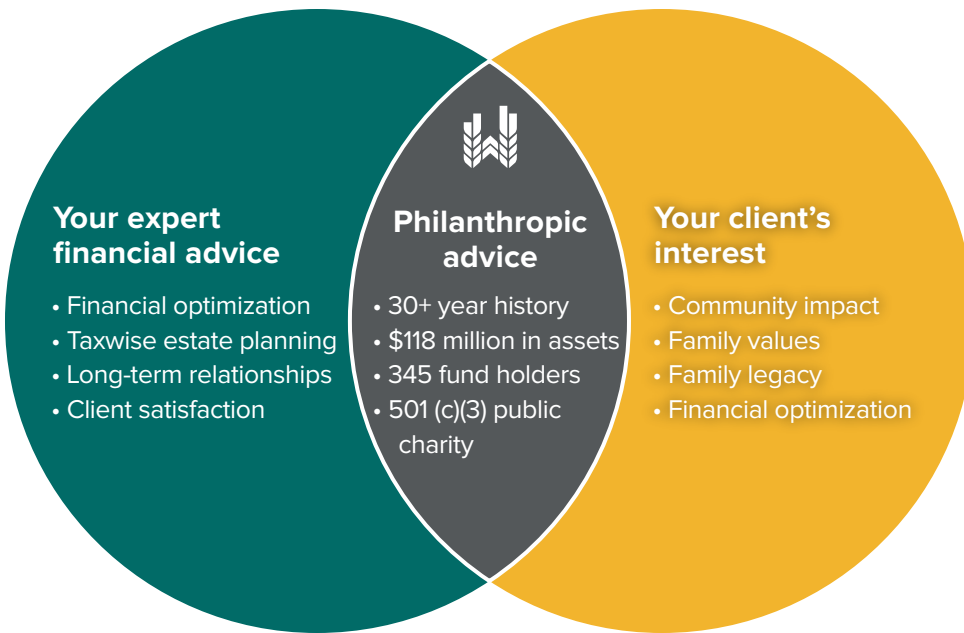 Your expert
financial advice
• Financial optimization
• Taxwise estate planning
• Long-term relationships
• Client satisfaction
Philanthropic
advice
• 30+ year history
• $118 million in assets
• 345 fund holders
• 501 (c)(3) public
charity
Your client’s
interest
• Community impact
• Family values
• Family legacy
• Financial optimization